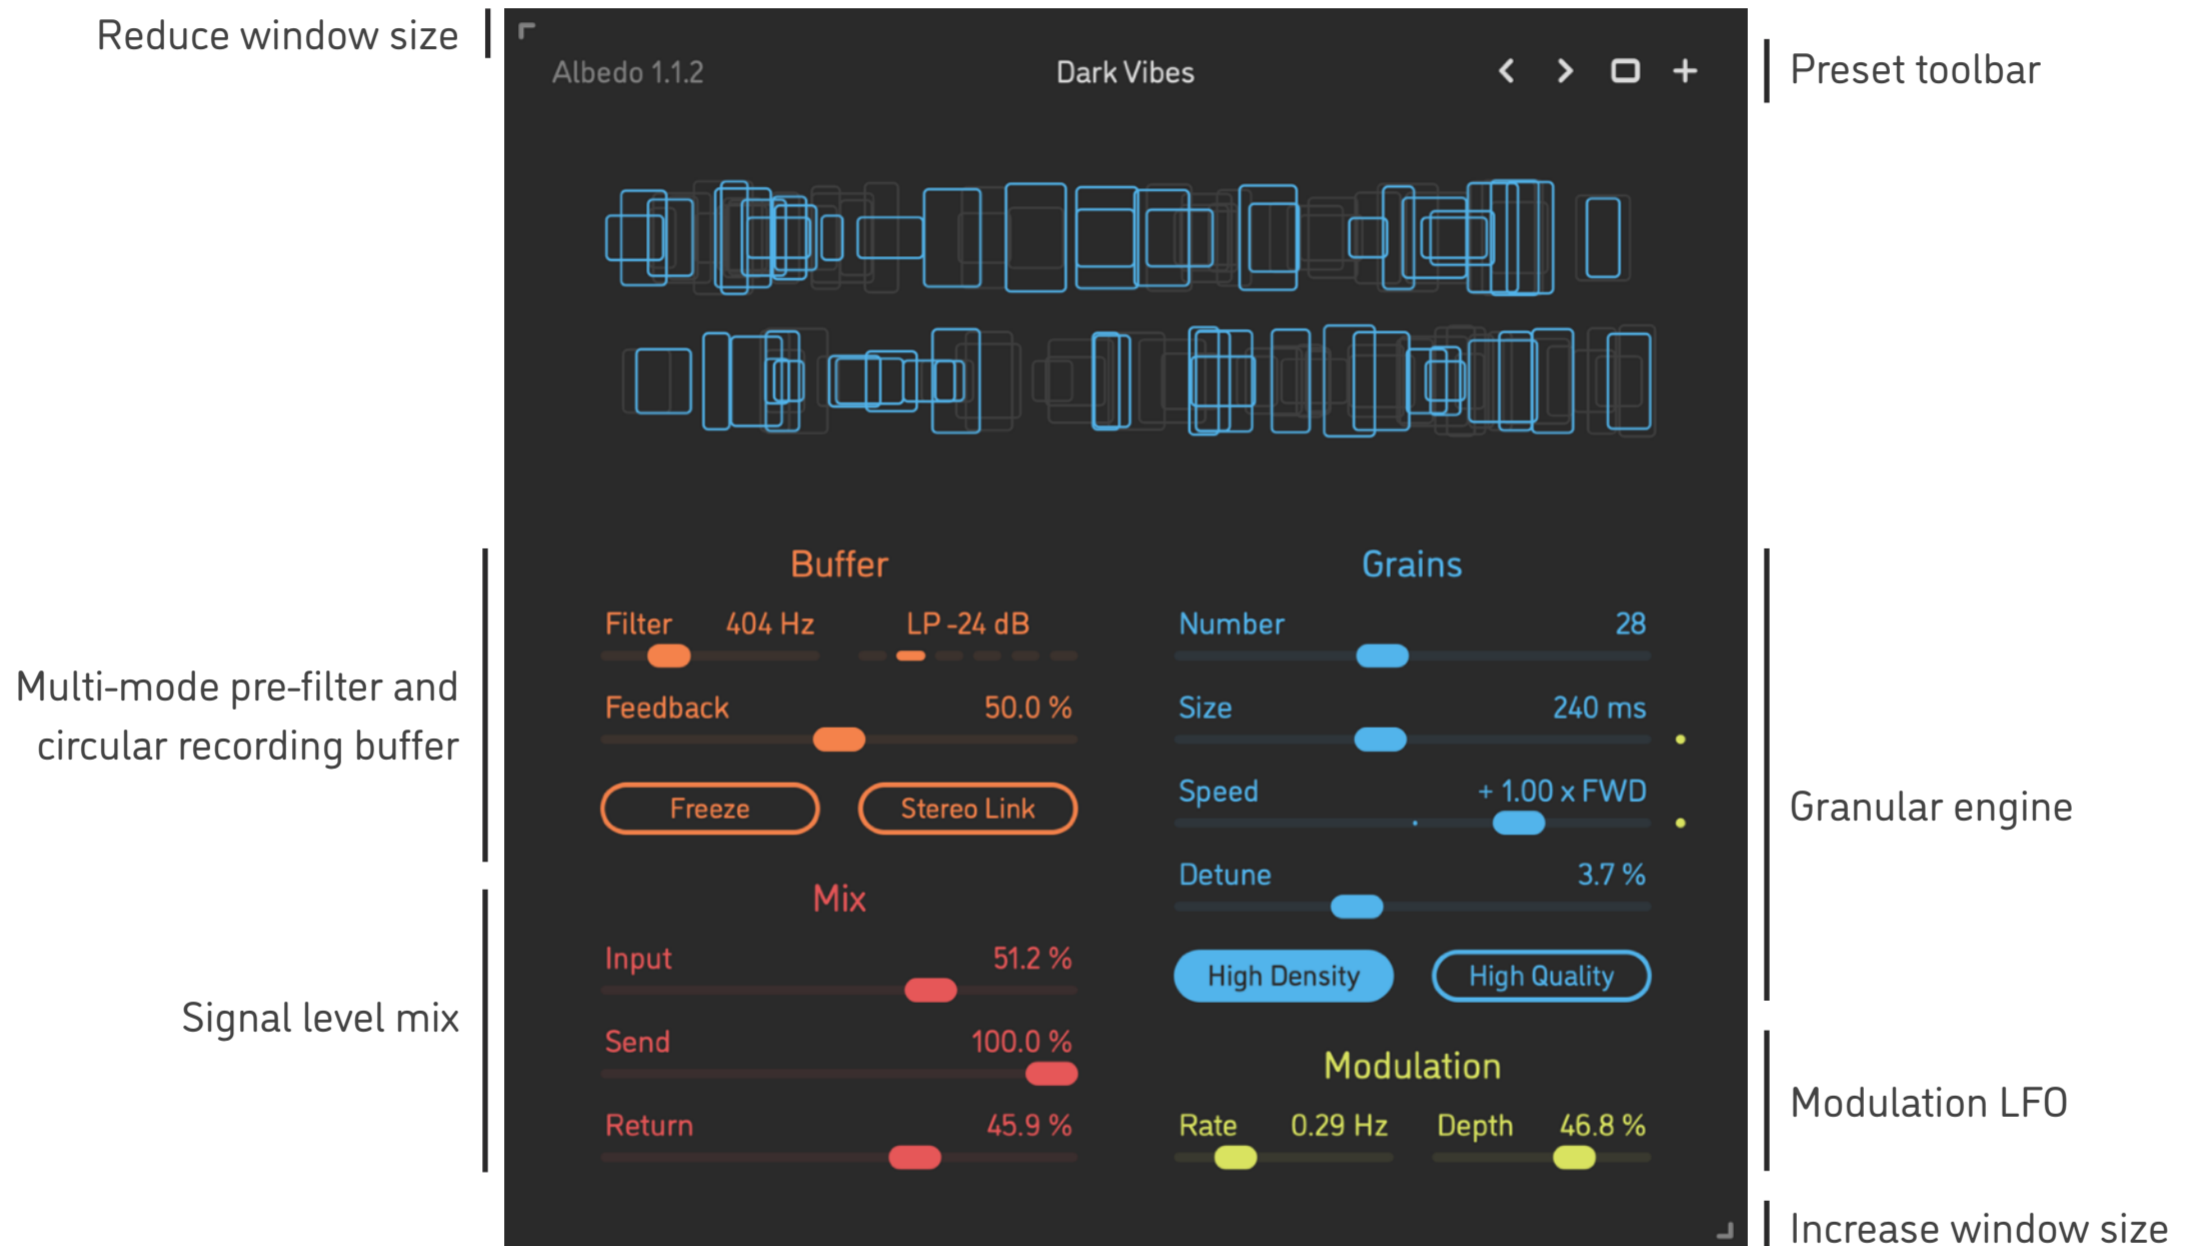 Reduce window size
Albedo 1.1.2
Dark Vibes
Preset toolbar
Buffer
Filter 404 Hz LP -24 dB
Feedback 50.0 %
Freeze Stereo Link
Multi-mode pre-filter and
circular recording buffer
Mix
Input 51.2 %
Send 100.0 %
Return 45.9 %
Signal level mix
Grains
Number 28
Size 240 ms
Speed + 1.00 x FWD
Detune 3.7 %
High Density High Quality
Granular engine
Modulation
Rate 0.29 Hz Depth 46.8 %
Modulation LFO
Increase window size